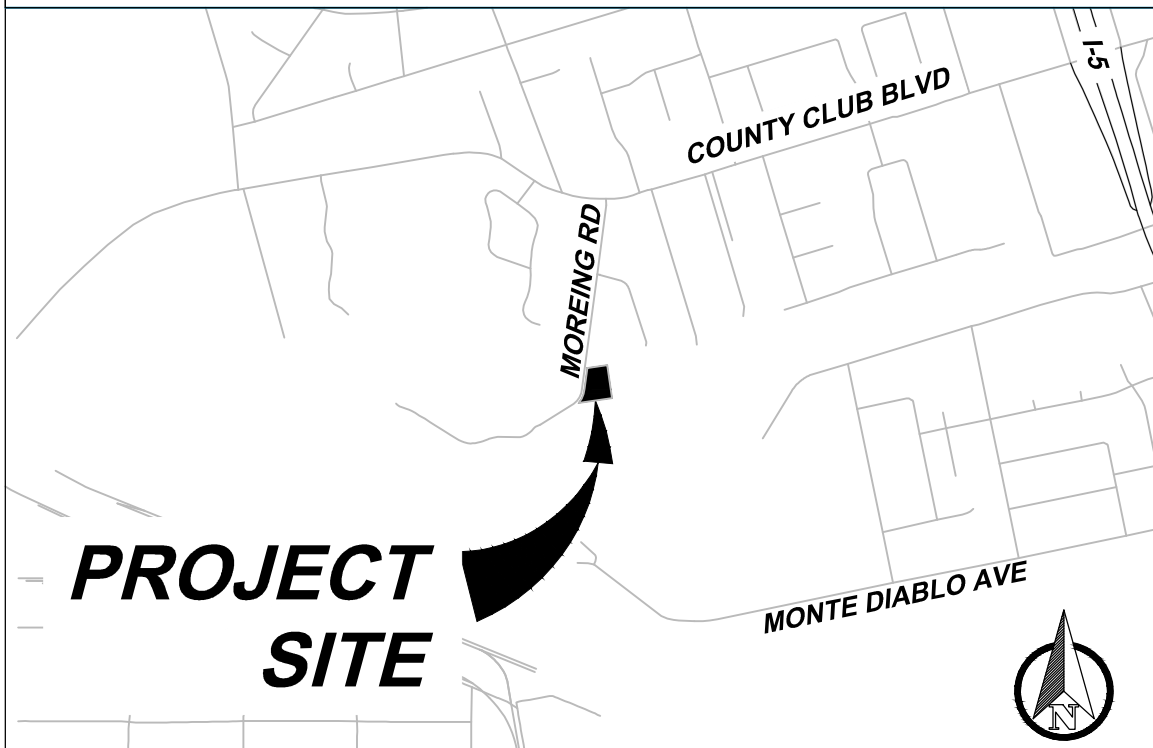 I-5
COUNTY CLUB BLVD
MOREING RD
PROJECT
SITE
MONTE DIABLO AVE
N